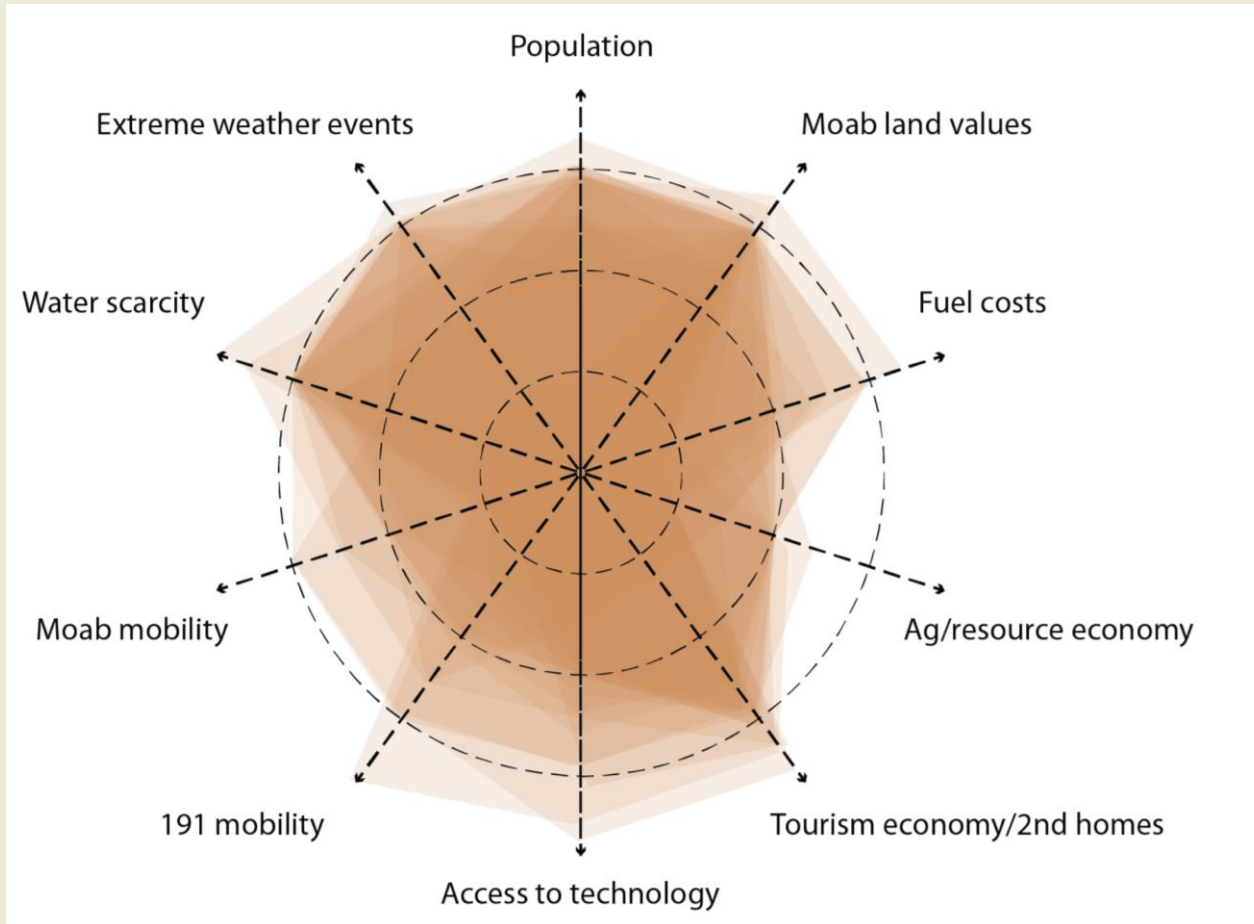 Population
Extreme weather events
Moab land values
Water scarcity
Fuel costs
Moab mobility
Ag/resource economy
191 mobility
Tourism economy/2nd homes
Access to technology